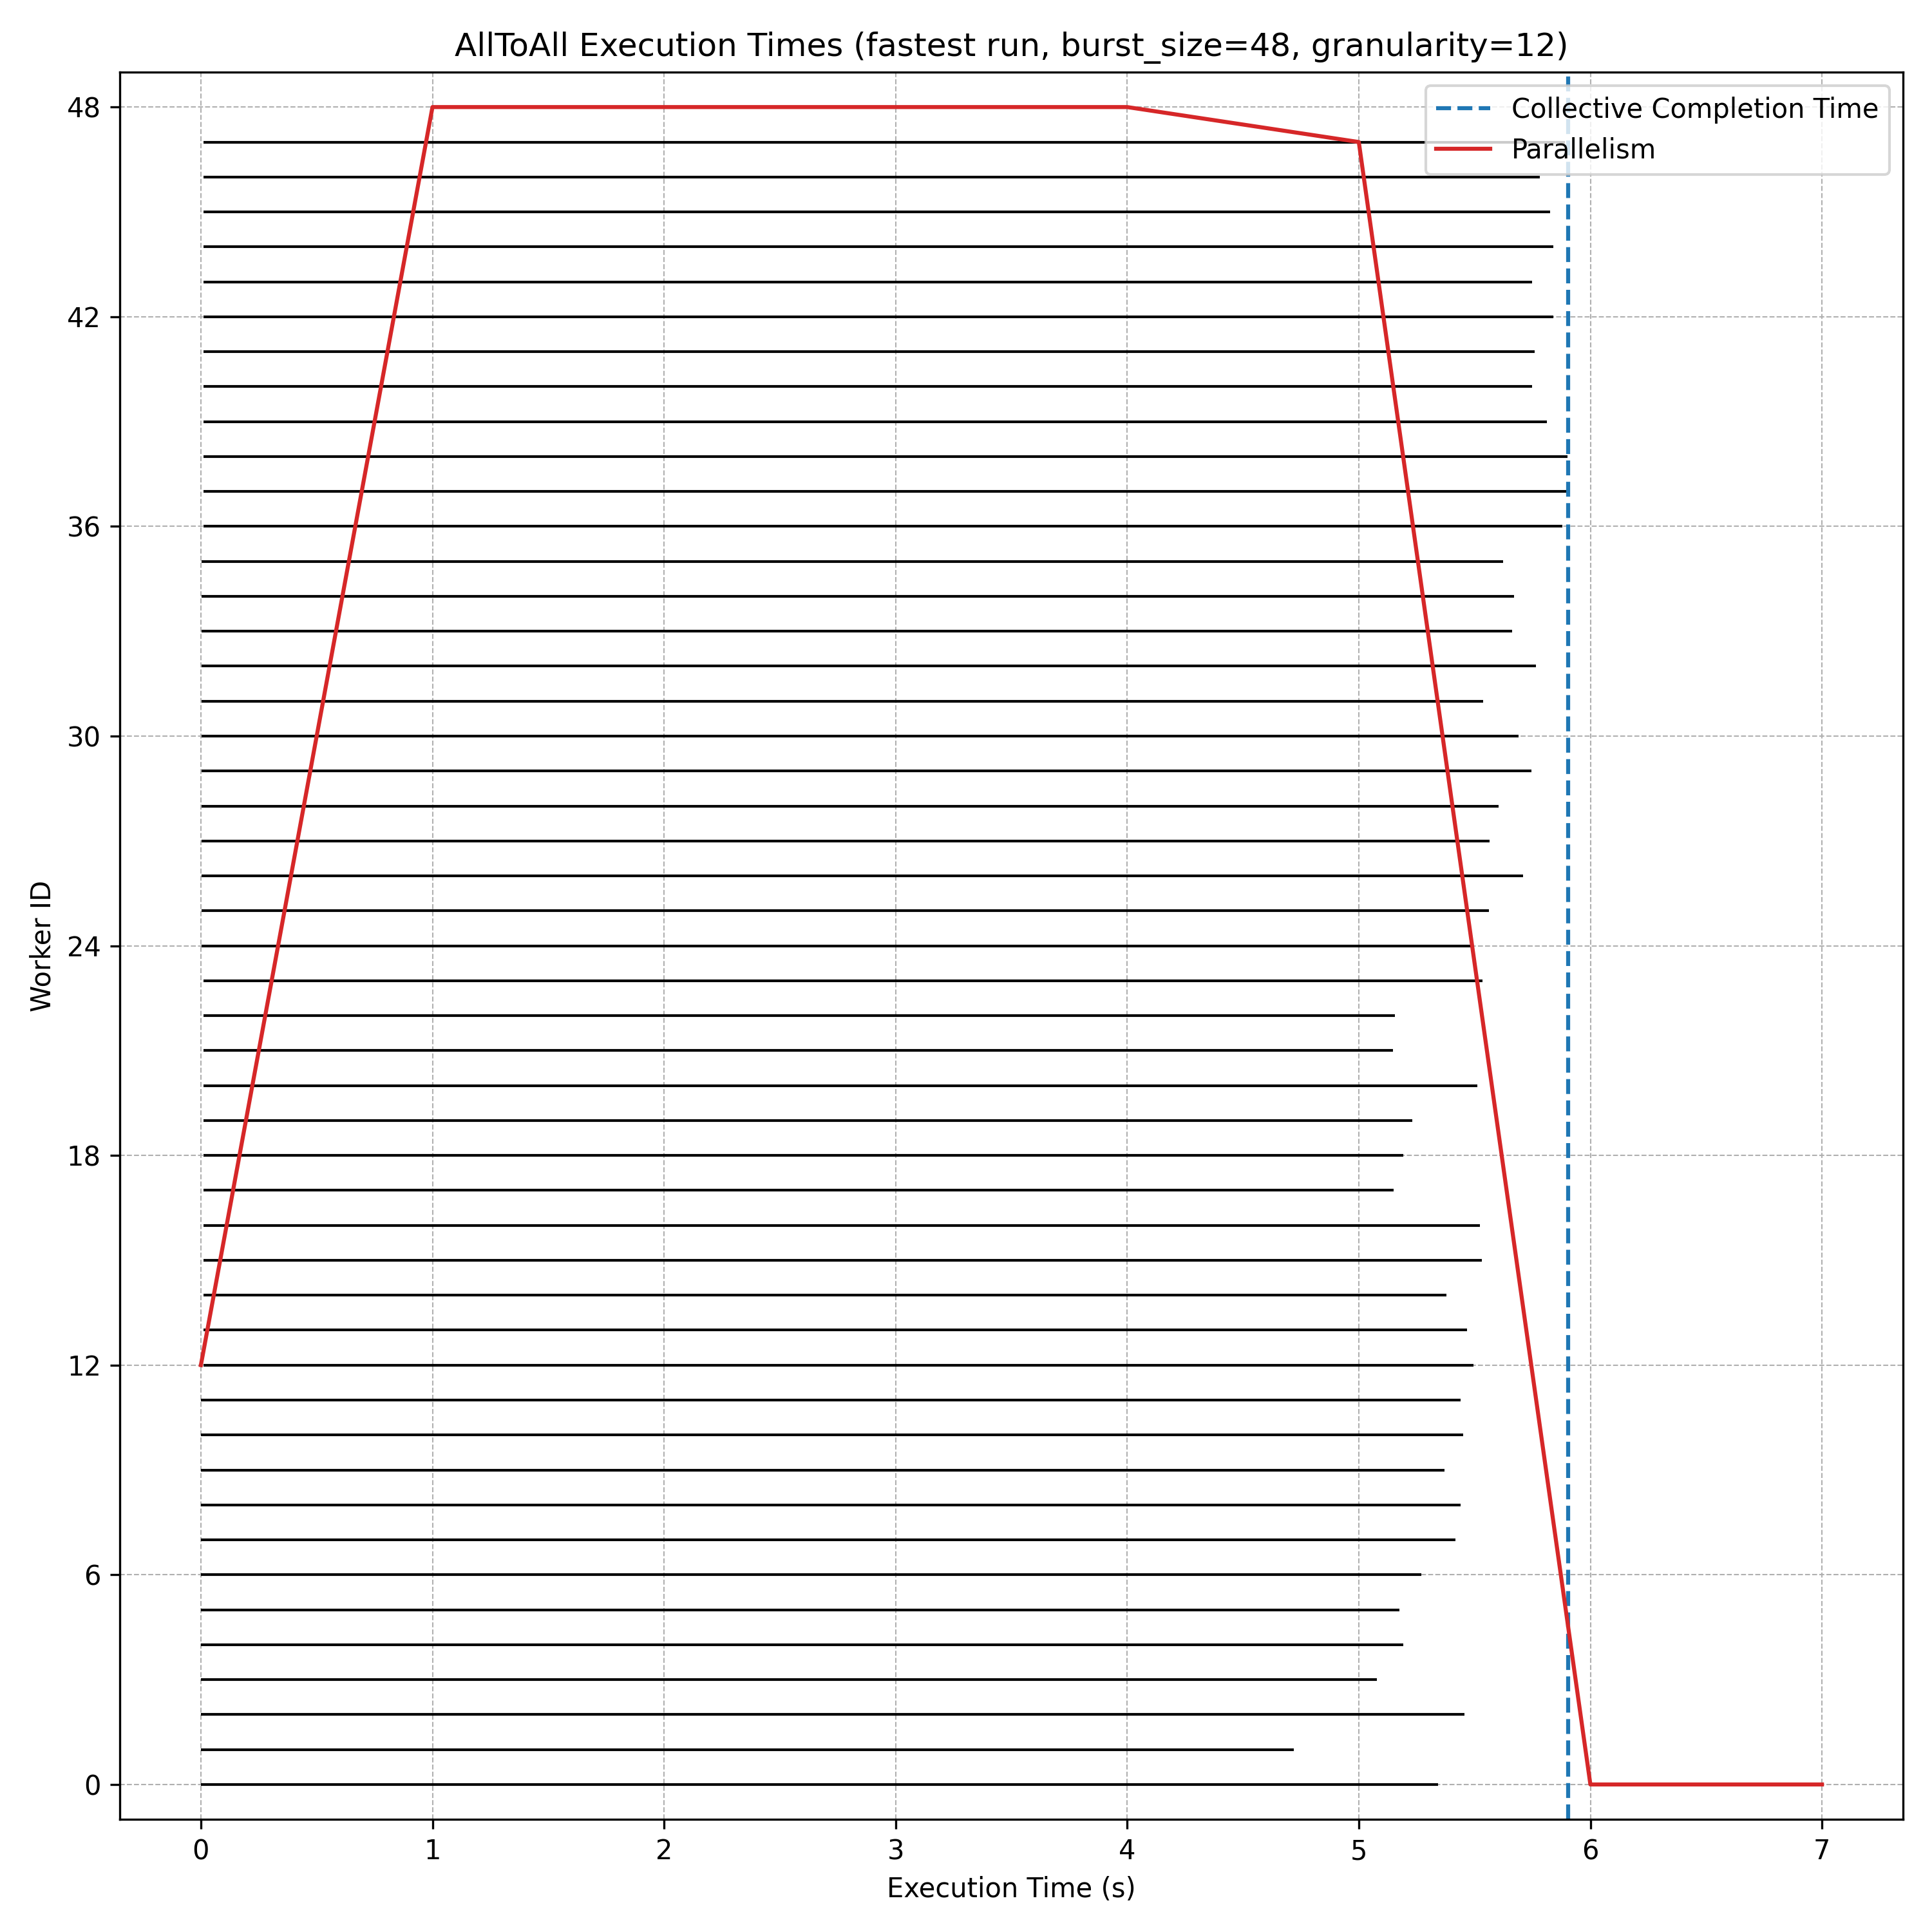 AllToAll Execution Times (fastest run, burst_size=48, granularity=12)
Collective Completion Time
Parallelism
48
42
36
30
24
18
12
6
0
Worker ID
0 1 2 3 4 5 6 7
Execution Time (s)